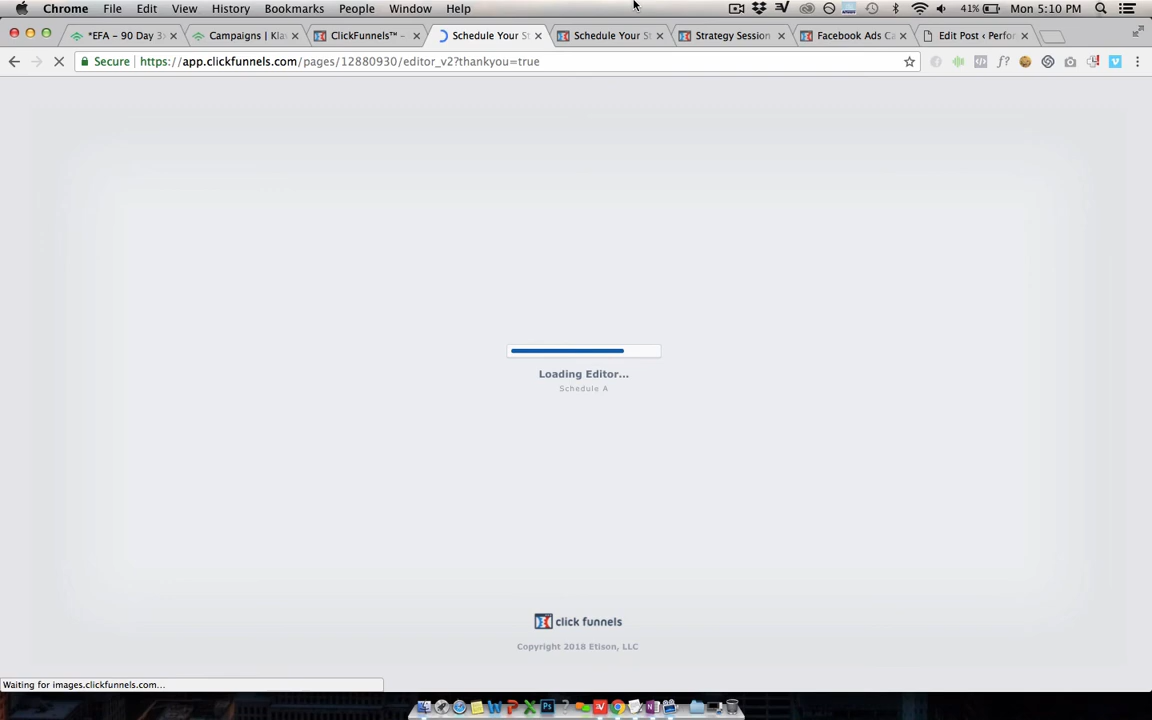 Chrome File Edit View History Bookmarks People Window Help 41% Mon 5:10 PM
*EFA – 90 Day 3 Campaigns | Kla ClickFunnels™ - Schedule Your St Schedule Your St Strategy Session Facebook Ads Ca Edit Post ‹ Perfor
Secure https://app.clickfunnels.com/pages/12880930/editor_v2?thankyou=true f?
Loading Editor...
Schedule A
click funnels
Copyright 2018 Etison, LLC
Waiting for images.clickfunnels.com...